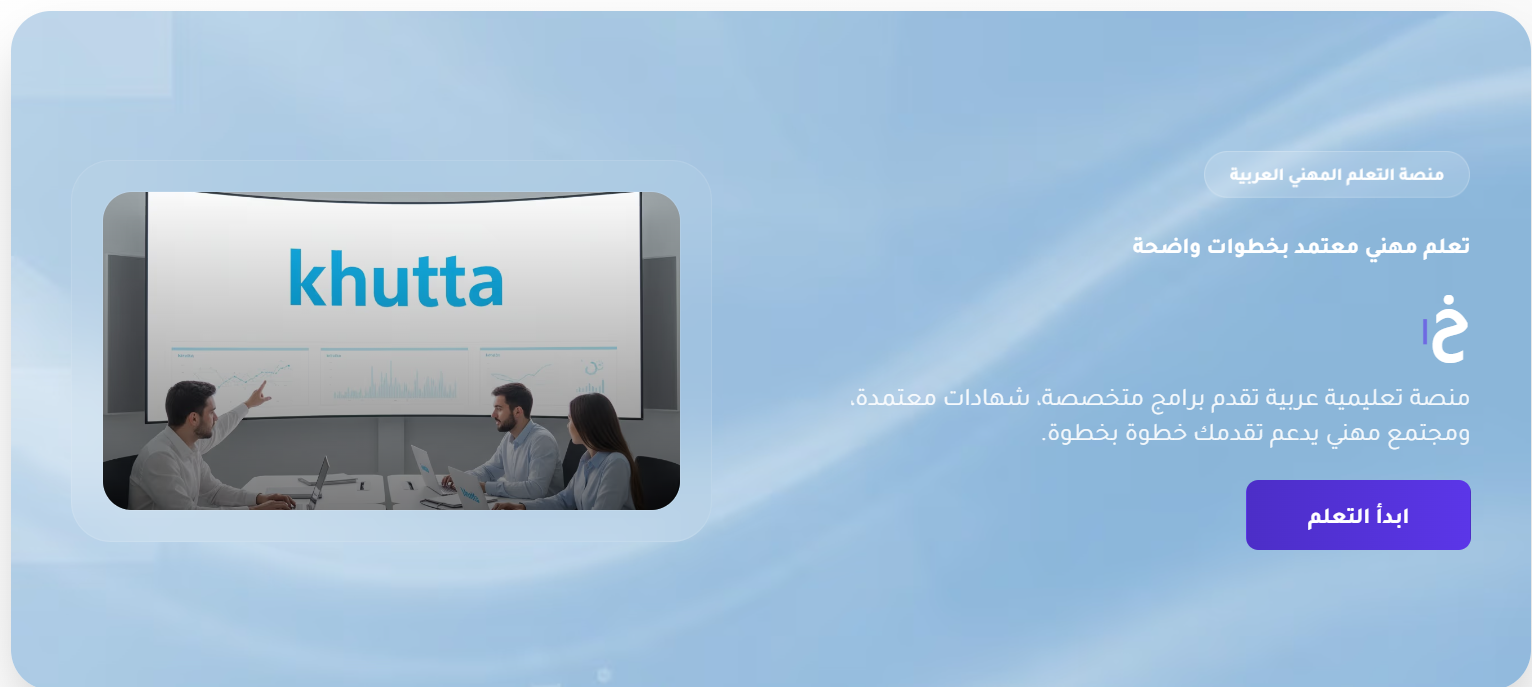 منصة التعلم المهني العربية
تعلم مهني معتمد بخطوات واضحة
خ
منصة تعليمية عربية تقدم برامج متخصصة، شهادات معتمدة،
ومجتمع مهني يدعم تقدمك خطوة بخطوة.
ابدأ التعلم
khutta